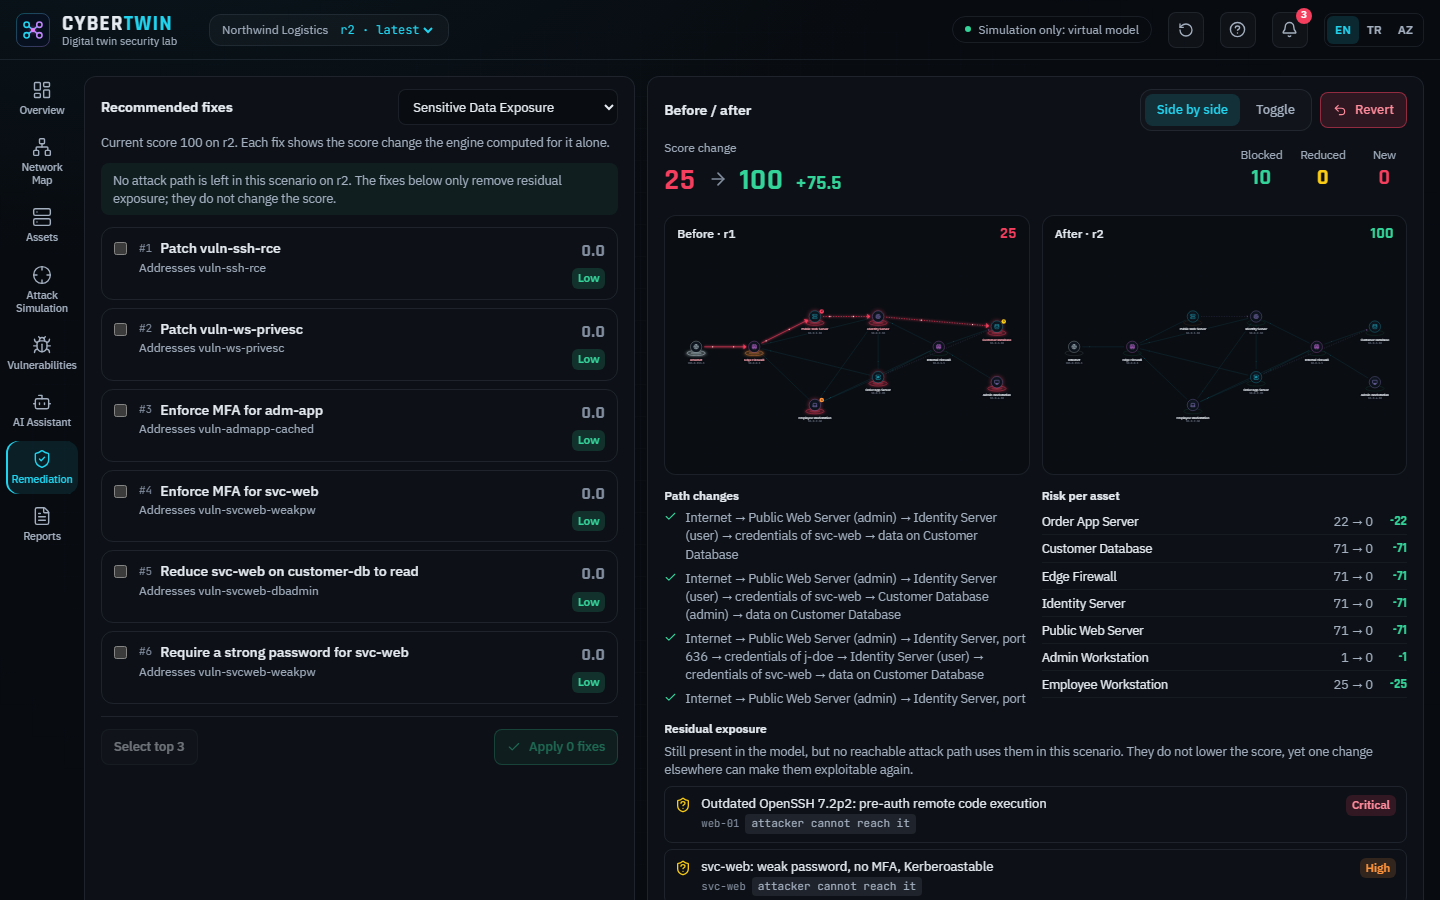 CYBERTWIN
Digital twin security lab
Northwind Logistics r2 · latest
Simulation only: virtual model
3
EN TR AZ
Overview
Network
Map
Assets
Attack
Simulation
Vulnerabilities
AI Assistant
Remediation
Reports
Recommended fixes
Sensitive Data Exposure
Current score 100 on r2. Each fix shows the score change the engine computed for it alone.
No attack path is left in this scenario on r2. The fixes below only remove residual
exposure; they do not change the score.
#1 Patch vuln-ssh-rce 0.0
Addresses vuln-ssh-rce
Low
#2 Patch vuln-ws-privesc 0.0
Addresses vuln-ws-privesc
Low
#3 Enforce MFA for adm-app 0.0
Addresses vuln-admapp-cached
Low
#4 Enforce MFA for svc-web 0.0
Addresses vuln-svcweb-weakpw
Low
#5 Reduce svc-web on customer-db to read 0.0
Addresses vuln-svcweb-dbadmin
Low
#6 Require a strong password for svc-web 0.0
Addresses vuln-svcweb-weakpw
Low
Select top 3
Apply 0 fixes
Before / after
Side by side Toggle Revert
Score change
25 → 100 +75.5
Blocked Reduced New
10 0 0
Before · r1 25
After · r2 100
Path changes
Internet → Public Web Server (admin) → Identity Server
(user) → credentials of svc-web → data on Customer
Database
Internet → Public Web Server (admin) → Identity Server
(user) → credentials of svc-web → Customer Database
(admin) → data on Customer Database
Internet → Public Web Server (admin) → Identity Server, port
636 → credentials of j-doe → Identity Server (user) →
credentials of svc-web → data on Customer Database
Internet → Public Web Server (admin) → Identity Server, port
Risk per asset
Order App Server 22 → 0 -22
Customer Database 71 → 0 -71
Edge Firewall 71 → 0 -71
Identity Server 71 → 0 -71
Public Web Server 71 → 0 -71
Admin Workstation 1 → 0 -1
Employee Workstation 25 → 0 -25
Residual exposure
Still present in the model, but no reachable attack path uses them in this scenario. They do not lower the score, yet one change
elsewhere can make them exploitable again.
Outdated OpenSSH 7.2p2: pre-auth remote code execution Critical
web-01 attacker cannot reach it
svc-web: weak password, no MFA, Kerberoastable High
svc-web attacker cannot reach it